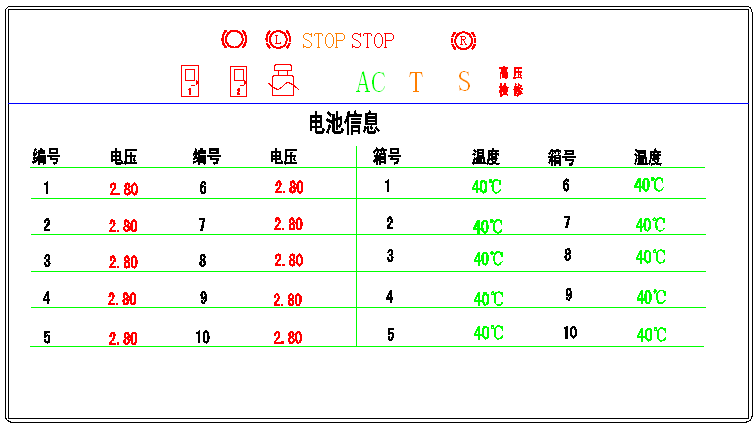 L STOP STOP R
1 2 AC T S 高压
检修
电池信息
编号 电压 编号 电压 箱号 温度 箱号 温度
1 2.80 6 2.80 1 40℃ 6 40℃
2 2.80 7 2.80 2 40℃ 7 40℃
3 2.80 8 2.80 3 40℃ 8 40℃
4 2.80 9 2.80 4 40℃ 9 40℃
5 2.80 10 2.80 5 40℃ 10 40℃